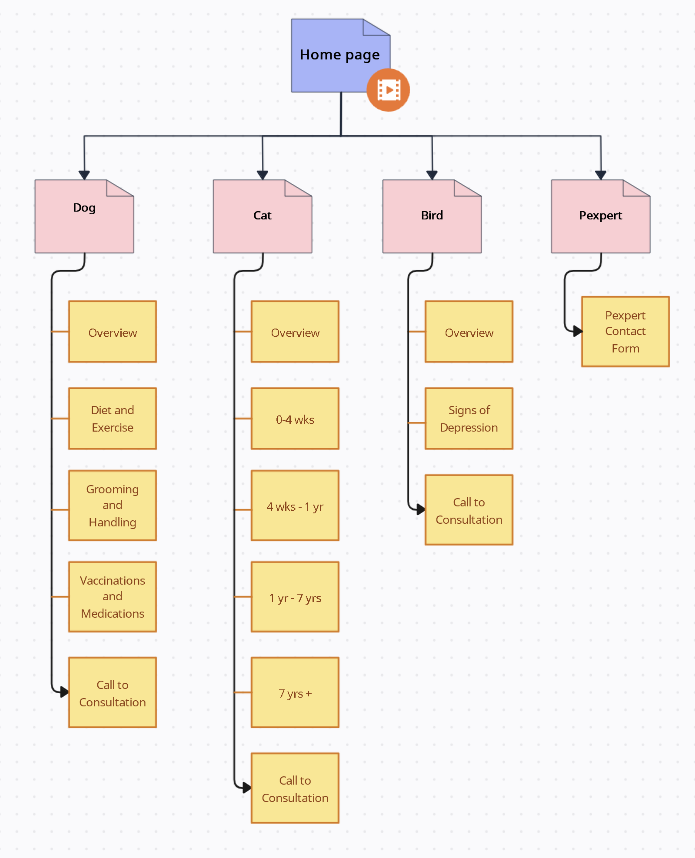 Home page
Dog
Cat
Bird
Pexpert
Overview
Diet and
Exercise
Grooming
and
Handling
Vaccinations
and
Medications
Call to
Consultation
Overview
0-4 wks
4 wks - 1 yr
1 yr - 7 yrs
7 yrs +
Call to
Consultation
Overview
Signs of
Depression
Call to
Consultation
Pexpert
Contact
Form